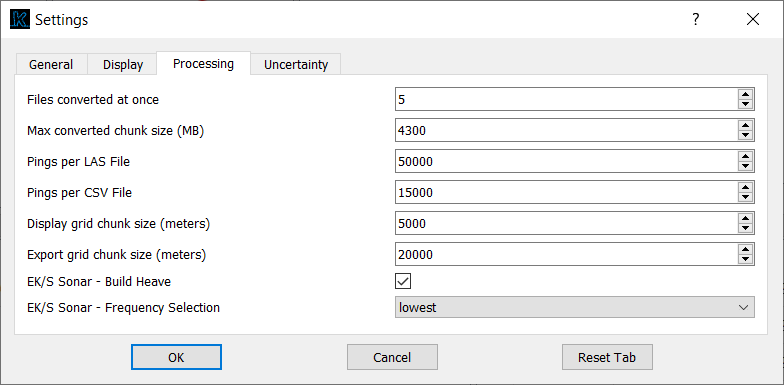 K Settings ?
General Display Processing Uncertainty
Files converted at once 5
Max converted chunk size (MB) 4300
Pings per LAS File 50000
Pings per CSV File 15000
Display grid chunk size (meters) 5000
Export grid chunk size (meters) 20000
EK/S Sonar - Build Heave
EK/S Sonar - Frequency Selection lowest
OK Cancel Reset Tab